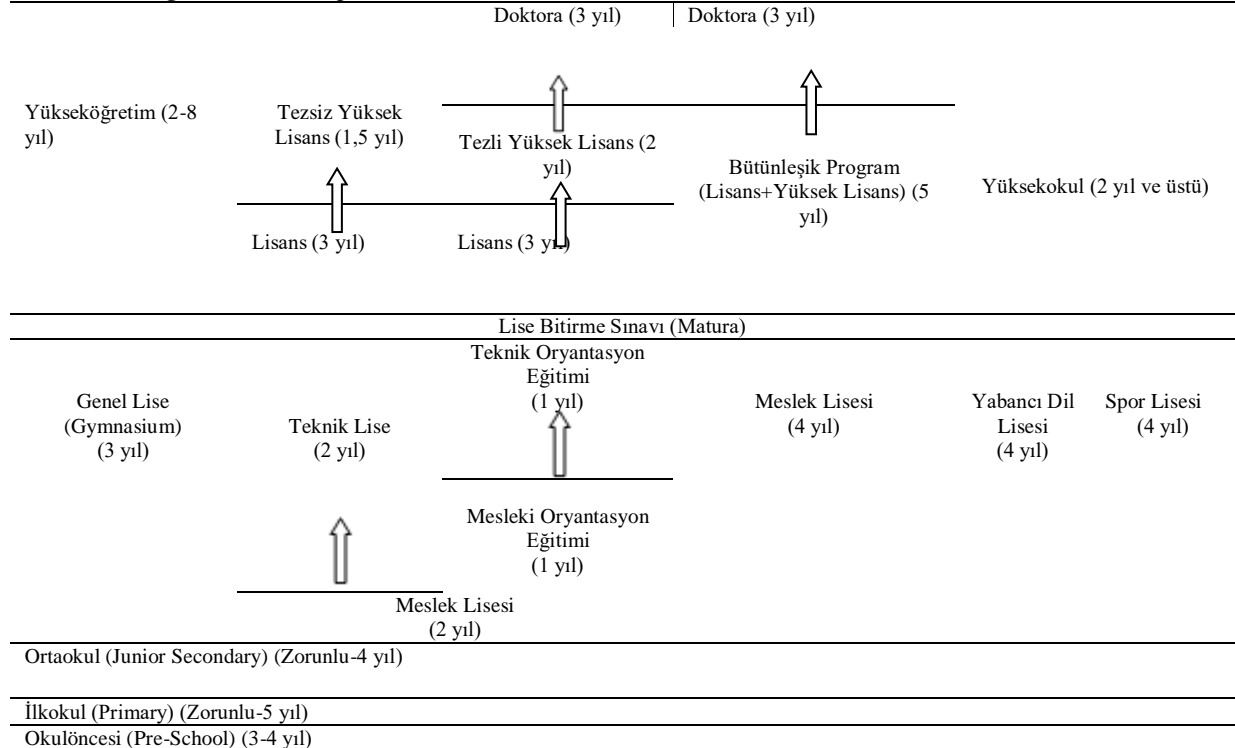 Doktora (3 yıl)
Doktora (3 yıl)
Yükseköğretim (2-8
yıl)
Tezsiz Yüksek
Lisans (1,5 yıl)
Tezli Yüksek Lisans (2
yıl)
Bütünleşik Program
(Lisans+Yüksek Lisans) (5
yıl)
Yüksekokul (2 yıl ve üstü)
Lisans (3 yıl)
Lisans (3 yıl)
Lise Bitirme Sınavı (Matura)
Genel Lise
(Gymnasium)
(3 yıl)
Teknik Lise
(2 yıl)
Teknik Oryantasyon
Eğitimi
(1 yıl)
Meslek Lisesi
(4 yıl)
Yabancı Dil
Lisesi
(4 yıl)
Spor Lisesi
(4 yıl)
Mesleki Oryantasyon
Eğitimi
(1 yıl)
Meslek Lisesi
(2 yıl)
Ortaokul (Junior Secondary) (Zorunlu-4 yıl)
İlkokul (Primary) (Zorunlu-5 yıl)
Okulöncesi (Pre-School) (3-4 yıl)